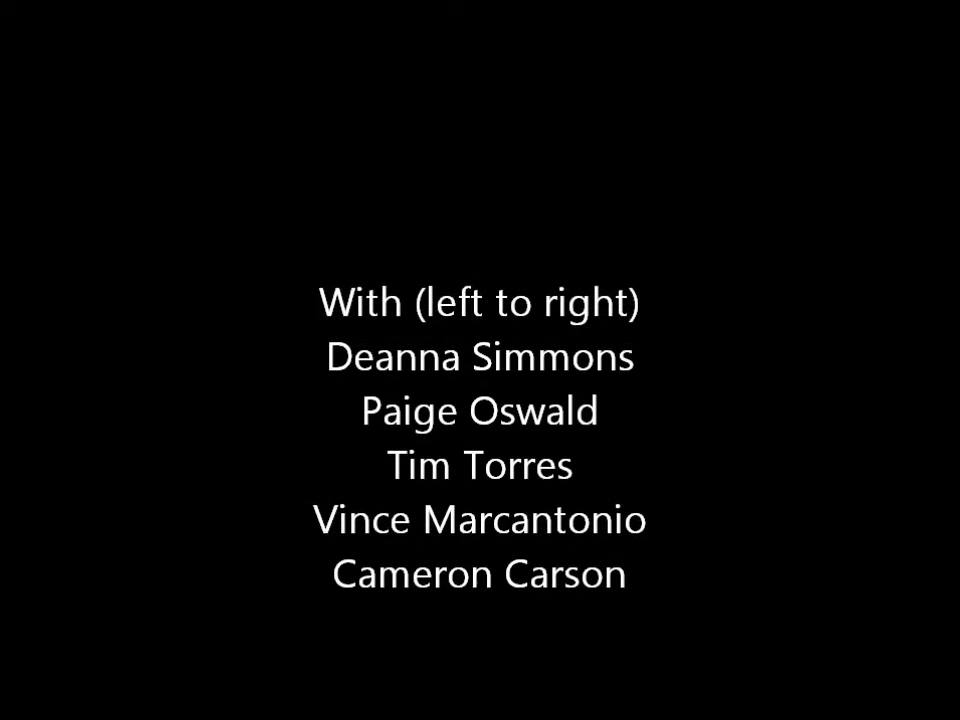 With (left to right)
Deanna Simmons
Paige Oswald
Tim Torres
Vince Marcantonio
Cameron Carson